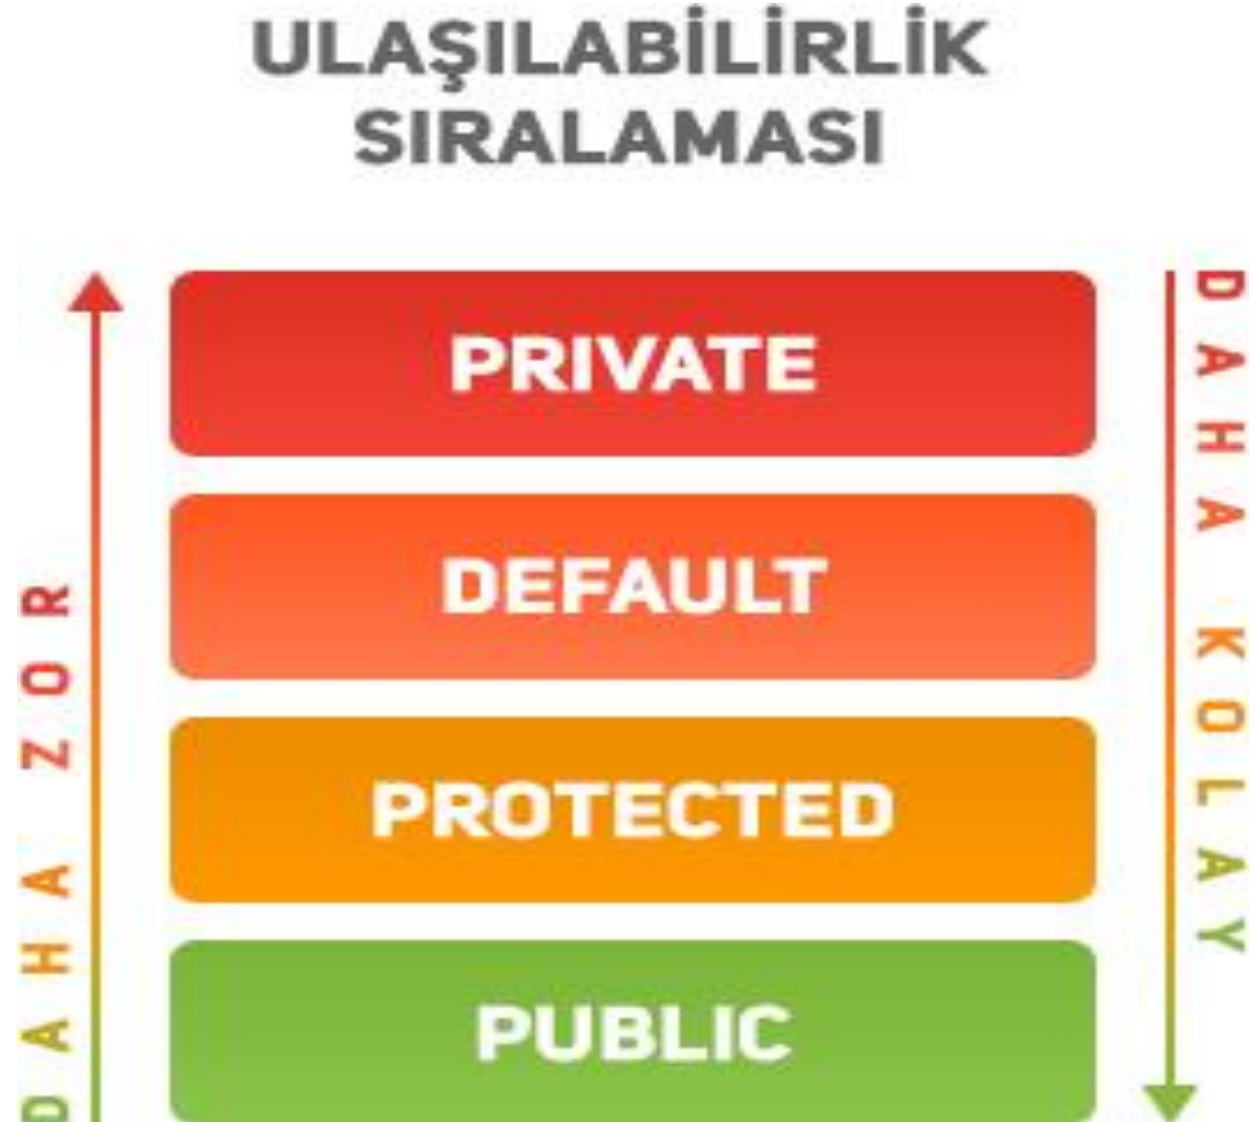 ULAŞILABİLİRLİK
SIRALAMASI
DAHA ZOR
PRIVATE
DEFAULT
PROTECTED
PUBLIC
DAHA KOLAY